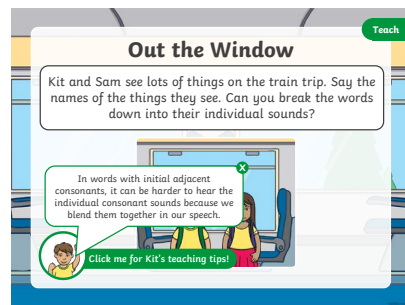 Teach
Out the Window
Kit and Sam see lots of things on the train trip. Say the
names of the things they see. Can you break the words
down into their individual sounds?
X
In words with initial adjacent
consonants, it can be harder to hear the
individual consonant sounds because we
blend them together in our speech.
Click me for Kit's teaching tips!